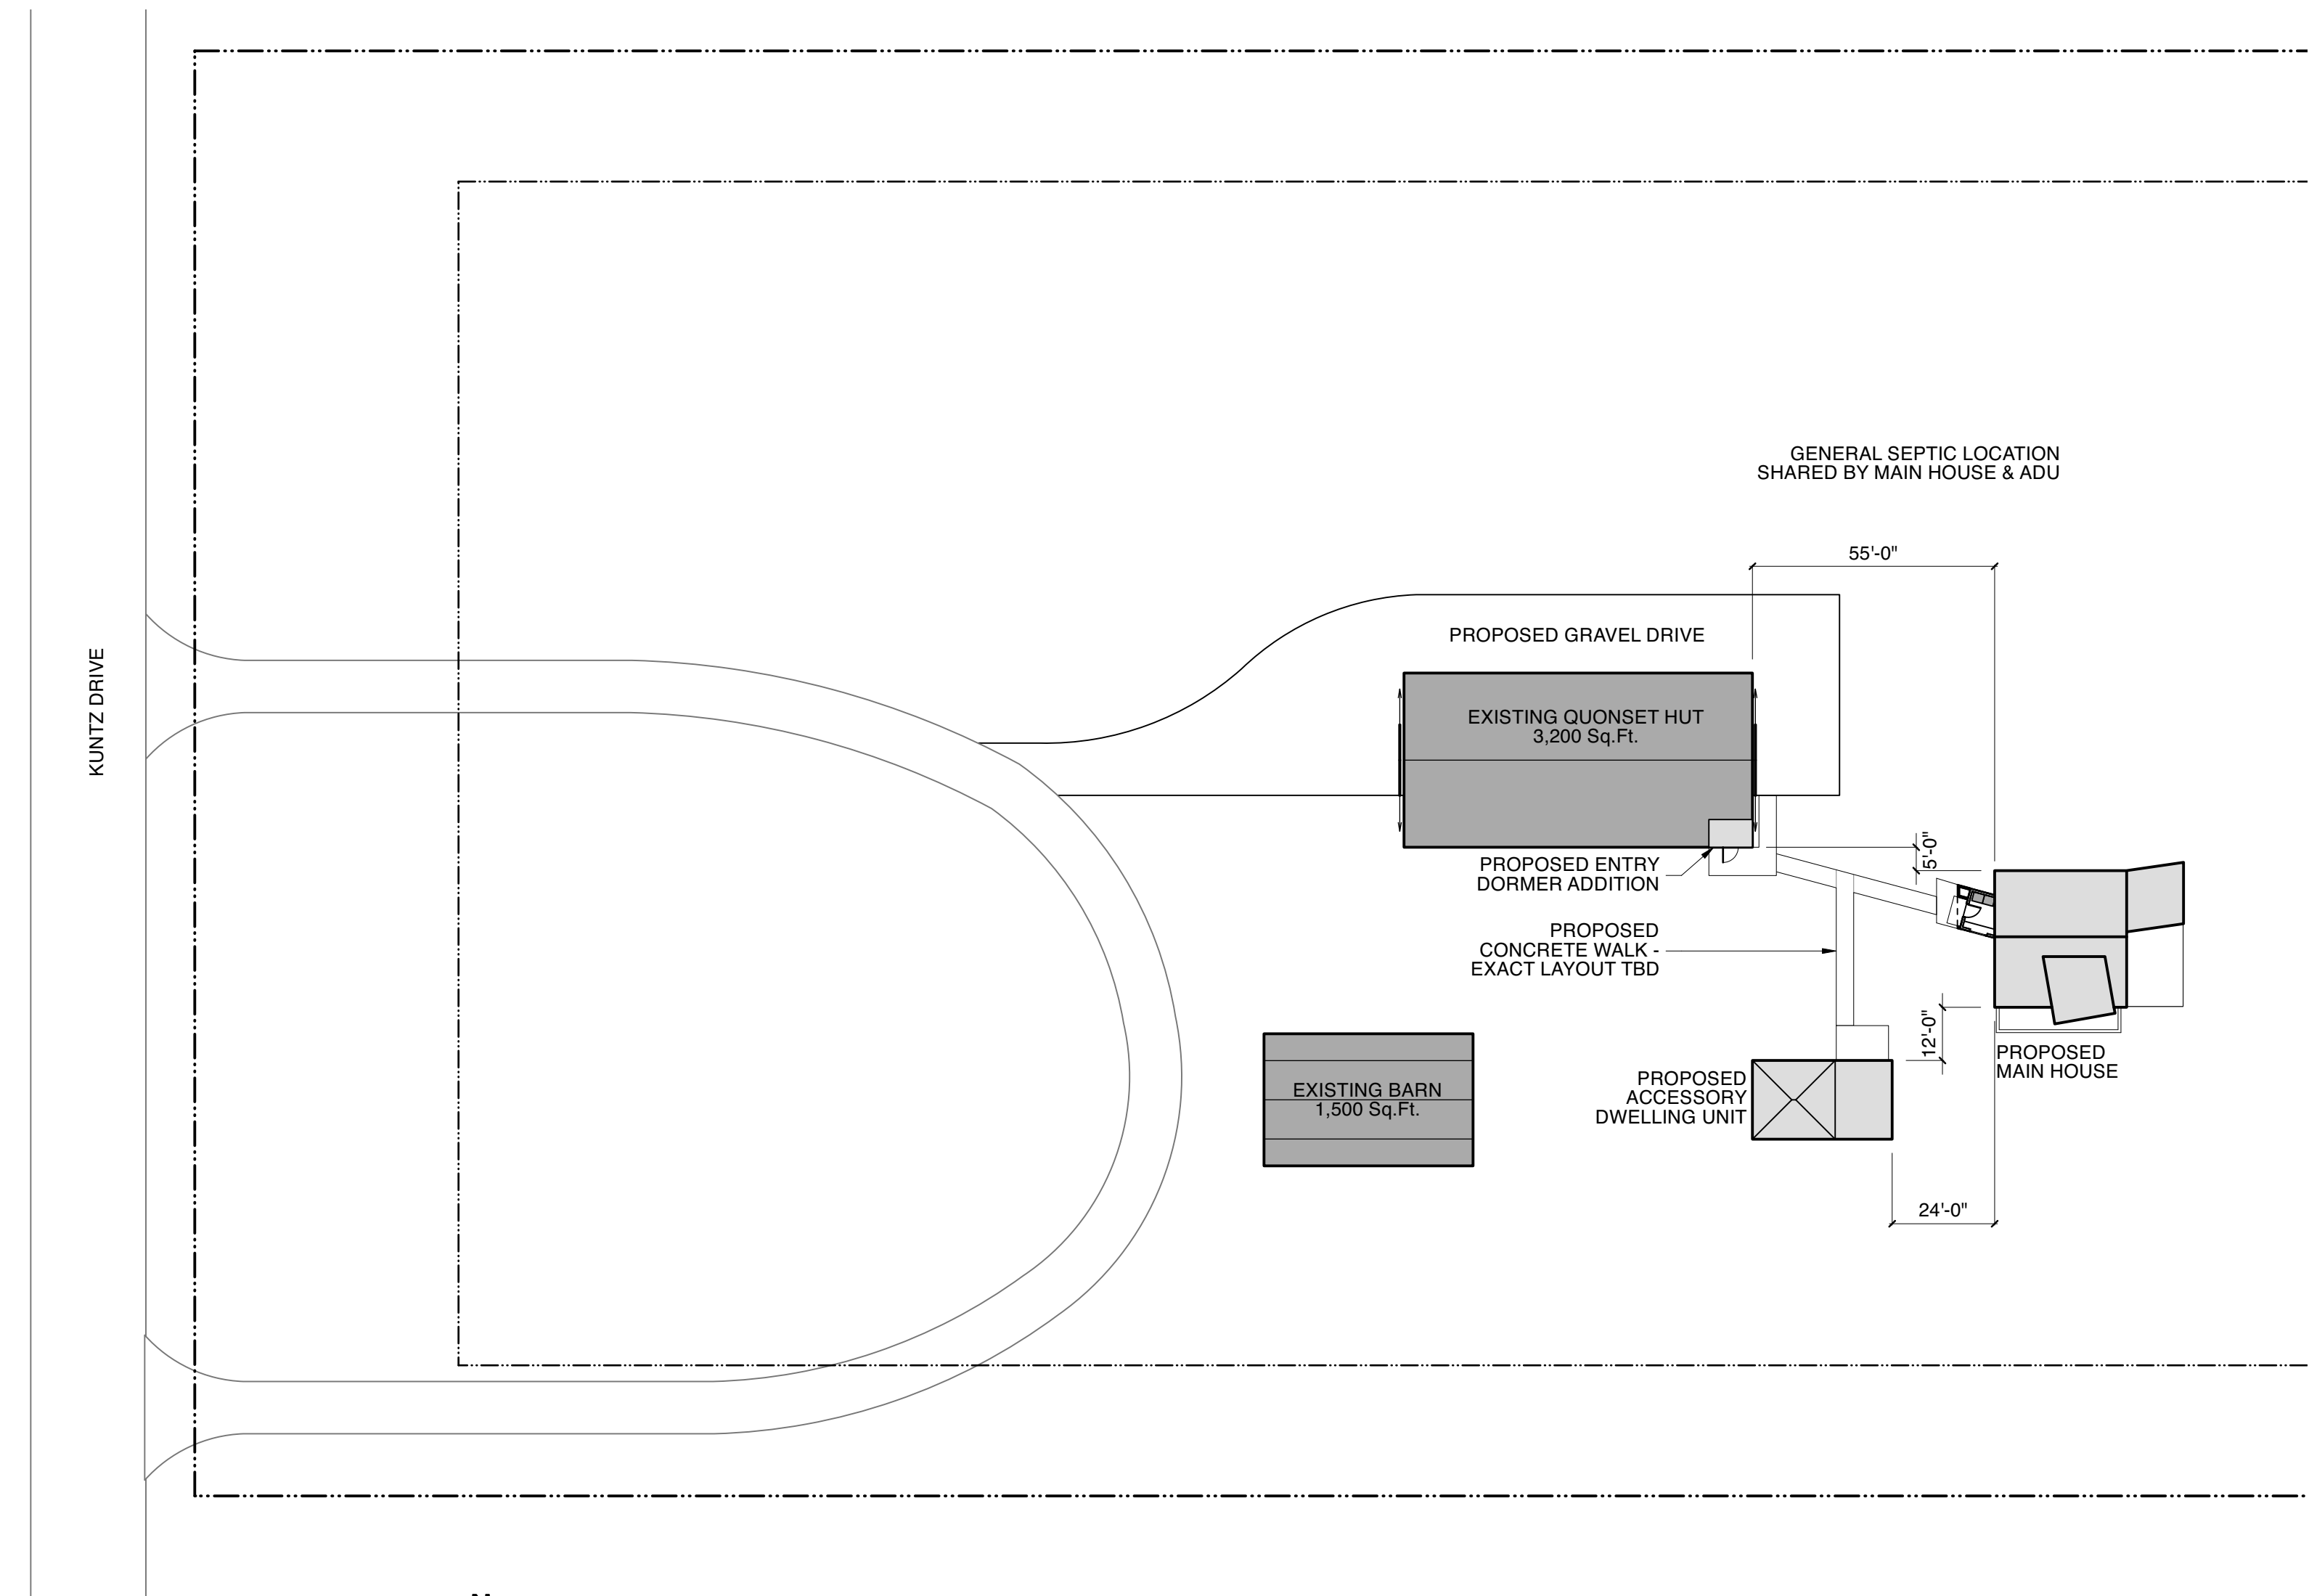 GENERAL SEPTIC LOCATION
SHARED BY MAIN HOUSE & ADU
55'-0"
PROPOSED GRAVEL DRIVE
KUNTZ DRIVE
EXISTING QUONSET HUT
3,200 Sq.Ft.
5'-0"
PROPOSED ENTRY
DORMER ADDITION
PROPOSED
CONCRETE WALK -
EXACT LAYOUT TBD
12'-0"
PROPOSED
MAIN HOUSE
EXISTING BARN
1,500 Sq.Ft.
PROPOSED
ACCESSORY
DWELLING UNIT
24'-0"